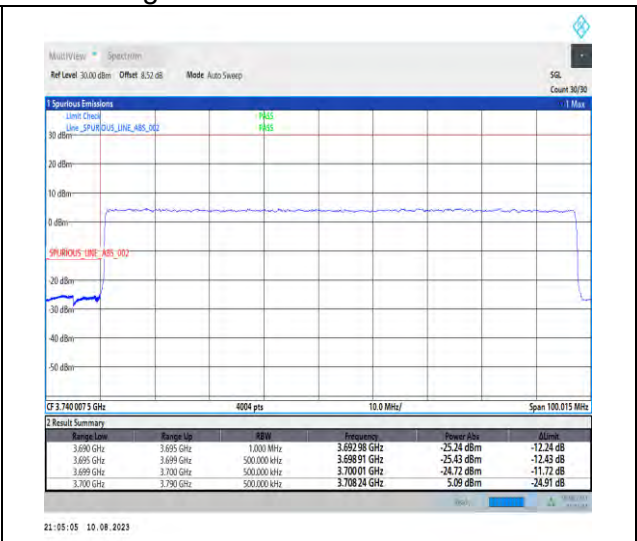 MultiView Spectrum
Ref Level 30.00 dBm Offset 8.52 dB Mode Auto Sweep SGL
Count 30/30
1 Spurious Emissions 1 Max
Limit Check PASS
Line _SPURIOUS_LINE_ABS_002 PASS
30 dBm
20 dBm
10 dBm
0 dBm
SPURIOUS_LINE_ABS_002
-20 dBm
-30 dBm
-40 dBm
-50 dBm
CF 3.740 007 5 GHz 4004 pts 10.0 MHz/ Span 100.015 MHz
2 Result Summary
Range Low Range Up RBW Frequency Power Abs ΔLimit
3.690 GHz 3.695 GHz 1.000 MHz 3.692 98 GHz -25.24 dBm -12.24 dB
3.695 GHz 3.699 GHz 500.000 kHz 3.698 91 GHz -25.43 dBm -12.43 dB
3.699 GHz 3.700 GHz 500.000 kHz 3.700 01 GHz -24.72 dBm -11.72 dB
3.700 GHz 3.790 GHz 500.000 kHz 3.708 24 GHz 5.09 dBm -24.91 dB
21:05:05 10.08.2023